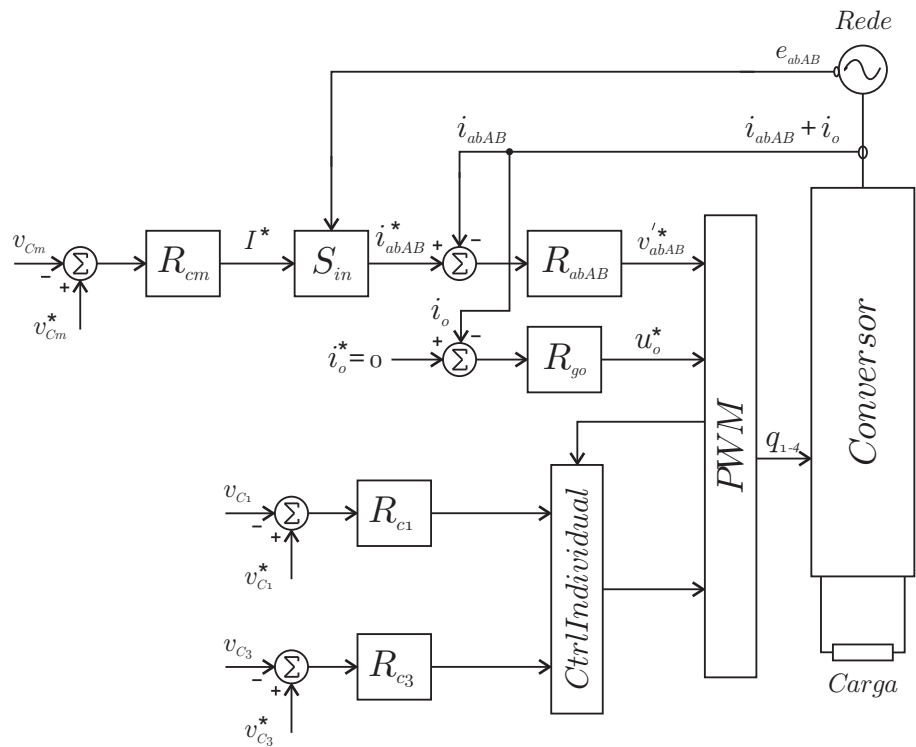 Rede
e_abAB
i_abAB
i_abAB + i_o
v_Cm
−
+
Σ
v*_Cm
R_cm
I*
S_in
i*_abAB
+
−
Σ
R_abAB
v'*_abAB
i_o
i*_o = 0
+
−
Σ
R_go
u*_o
PWM
q_1-4
Conversor
v_C1
−
+
Σ
v*_C1
R_c1
CtrlIndividual
v_C3
−
+
Σ
v*_C3
R_c3
Carga